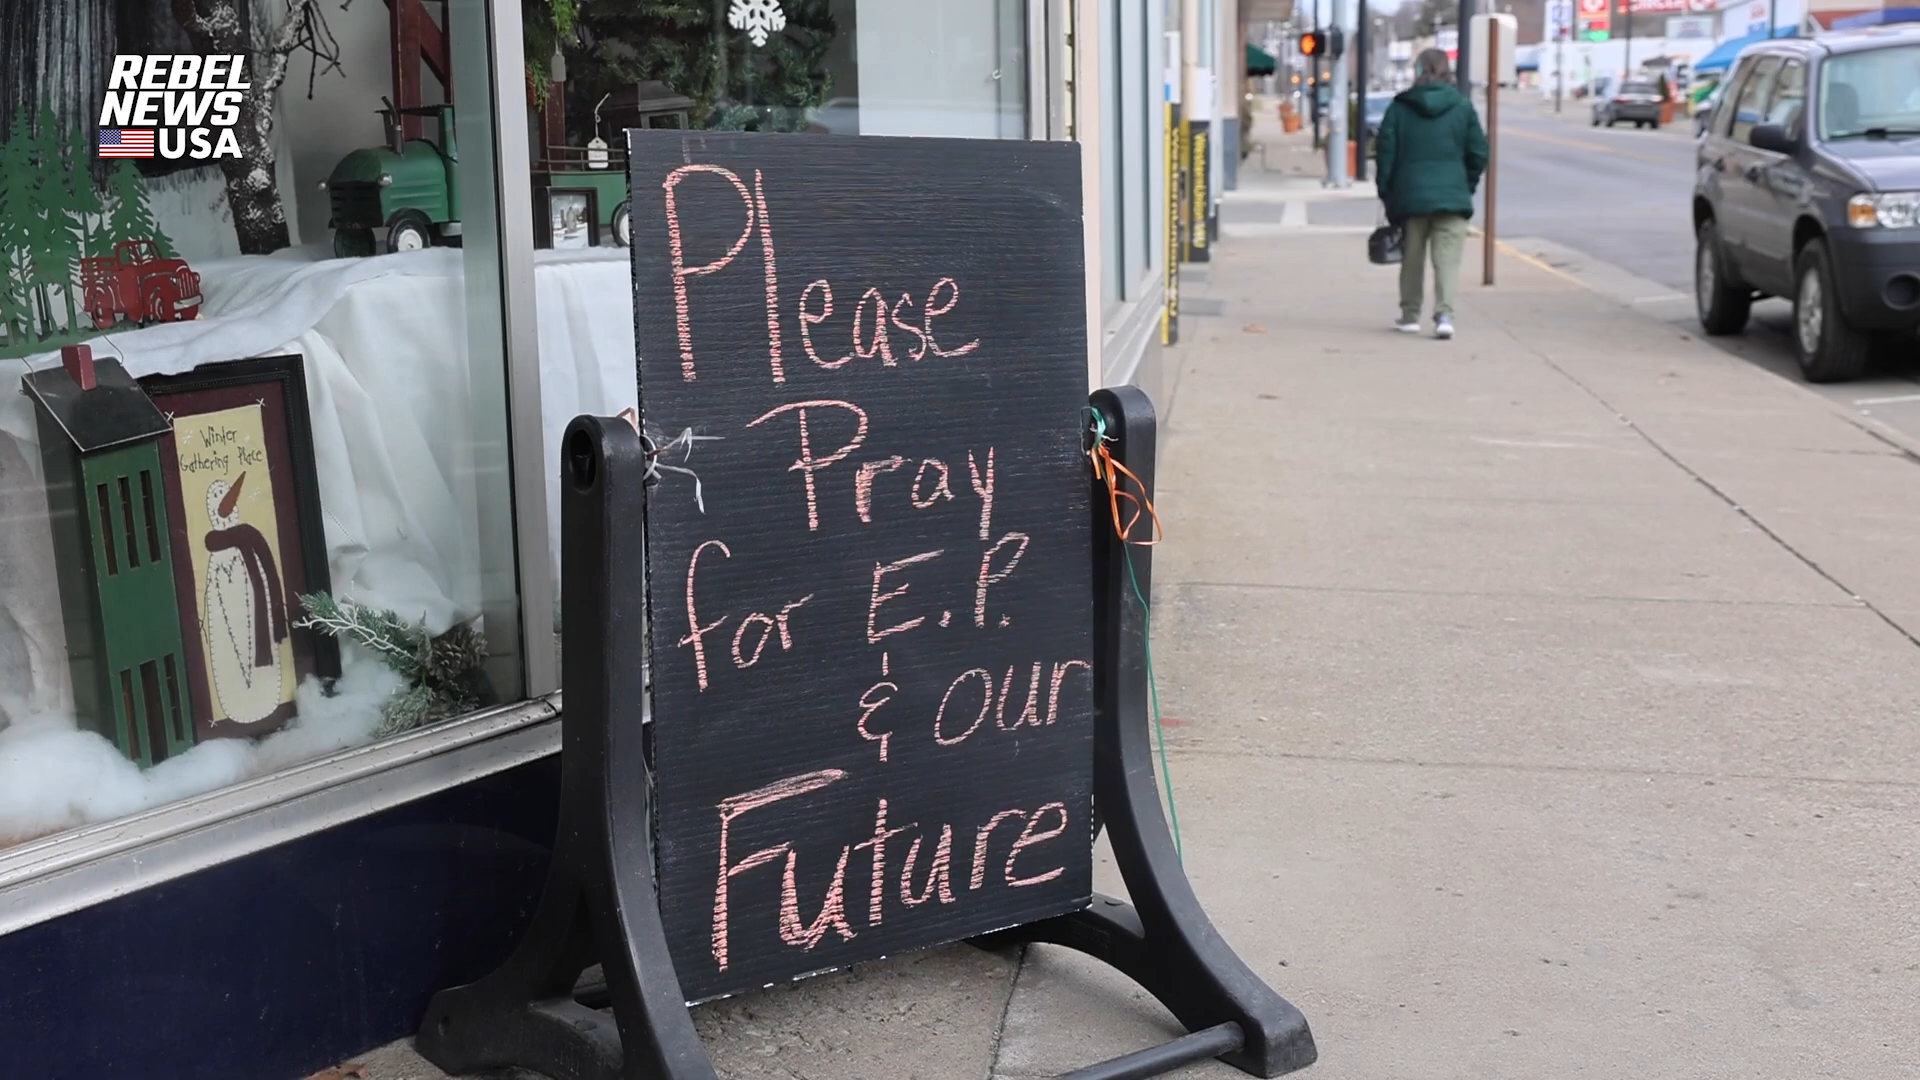 REBEL
NEWS
USA
Please
Pray
for E.P.
& Our
Future
Winter
Gathering Place